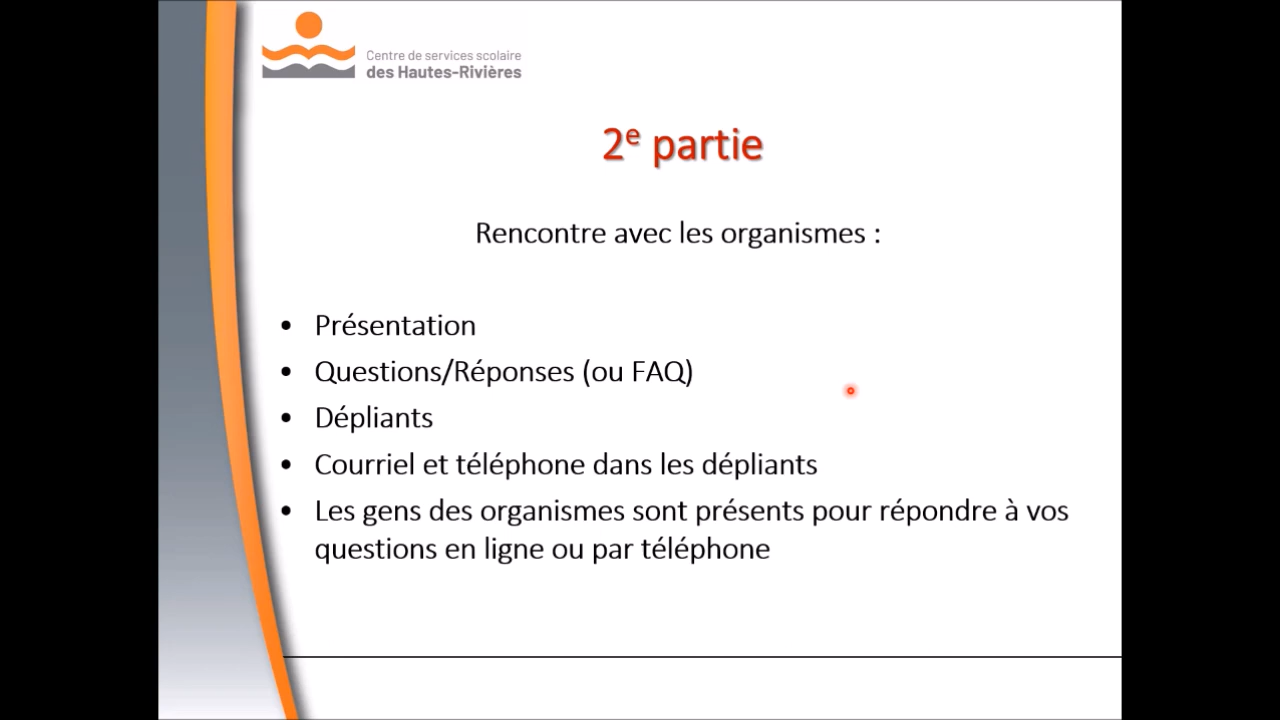 Centre de services scolaire
des Hautes-Rivières
2e partie
Rencontre avec les organismes :
• Présentation
• Questions/Réponses (ou FAQ)
• Dépliants
• Courriel et téléphone dans les dépliants
• Les gens des organismes sont présents pour répondre à vos
questions en ligne ou par téléphone